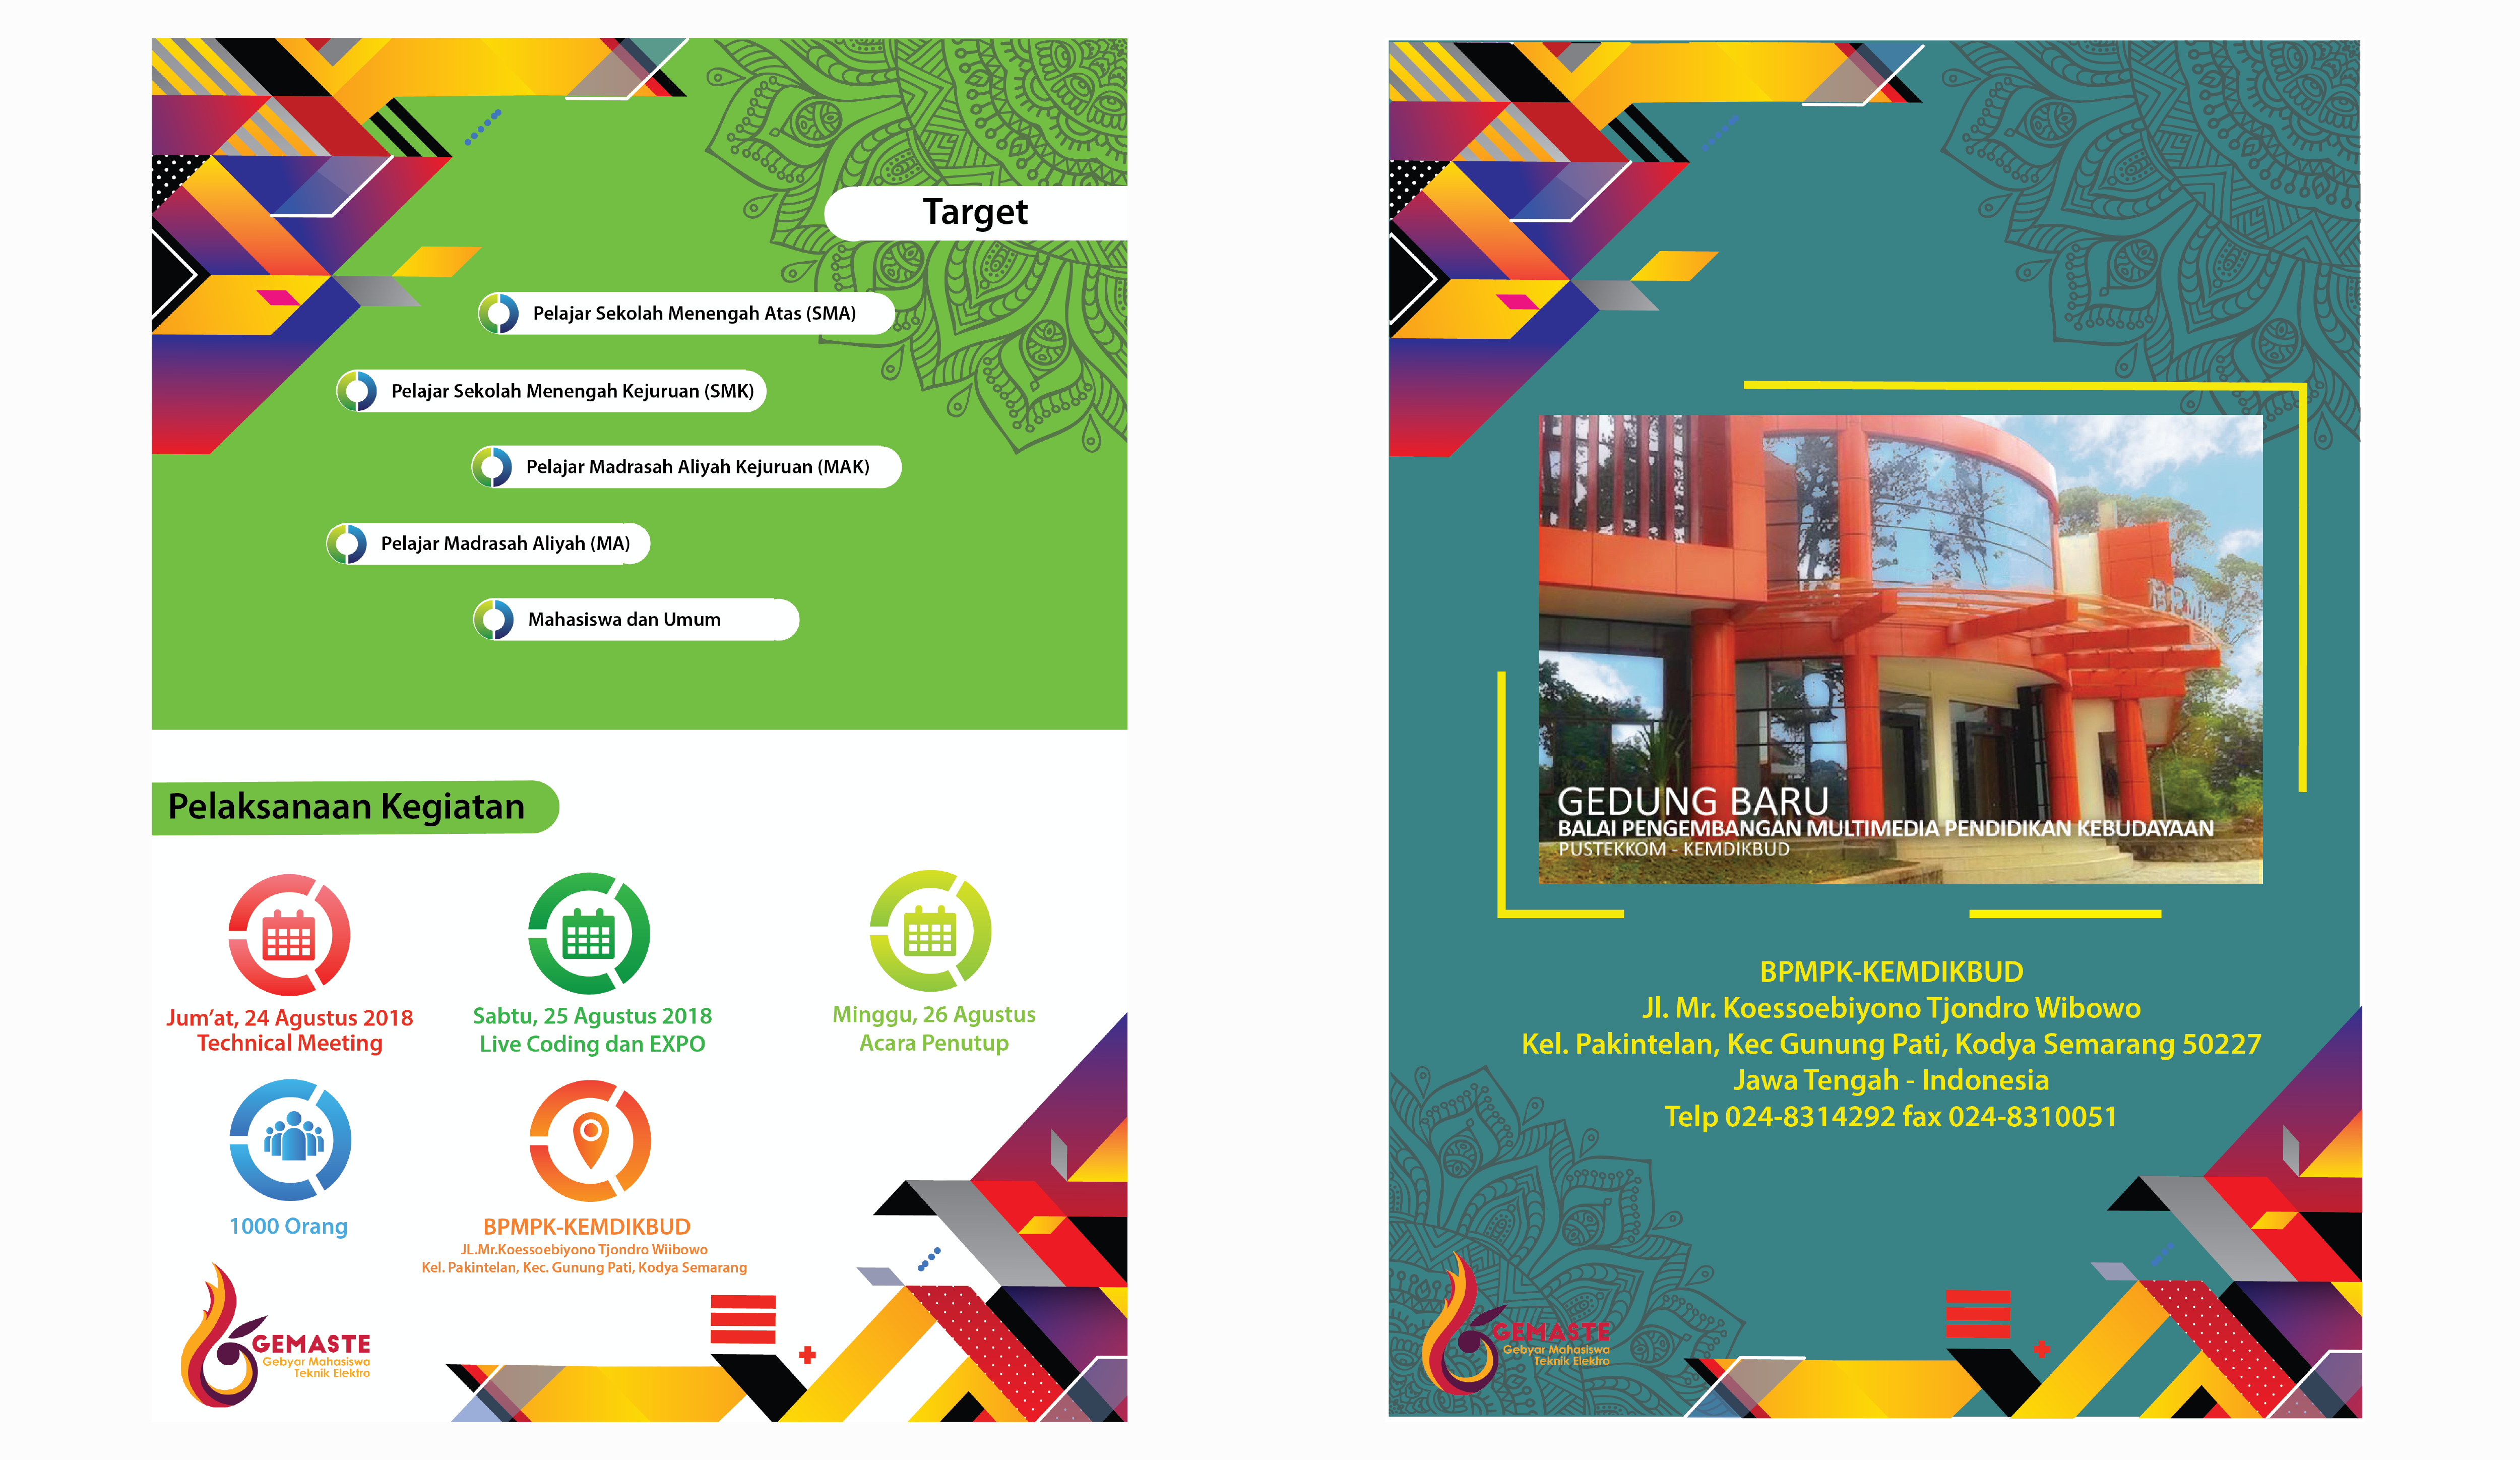 Target
Pelajar Sekolah Menengah Atas (SMA)
Pelajar Sekolah Menengah Kejuruan (SMK)
Pelajar Madrasah Aliyah Kejuruan (MAK)
Pelajar Madrasah Aliyah (MA)
Mahasiswa dan Umum
Pelaksanaan Kegiatan
Jum'at, 24 Agustus 2018
Technical Meeting
Sabtu, 25 Agustus 2018
Live Coding dan EXPO
Minggu, 26 Agustus
Acara Penutup
1000 Orang
BPMPK-KEMDIKBUD
JL.Mr.Koessoebiyono Tjondro Wiibowo
Kel. Pakintelan, Kec. Gunung Pati, Kodya Semarang
GEMASTE
Gebyar Mahasiswa
Teknik Elektro
GEDUNG BARU
BALAI PENGEMBANGAN MULTIMEDIA PENDIDIKAN KEBUDAYAAN
PUSTEKKOM - KEMDIKBUD
BPMPK-KEMDIKBUD
Jl. Mr. Koessoebiyono Tjondro Wibowo
Kel. Pakintelan, Kec Gunung Pati, Kodya Semarang 50227
Jawa Tengah - Indonesia
Telp 024-8314292 fax 024-8310051
GEMASTE
Gebyar Mahasiswa
Teknik Elektro